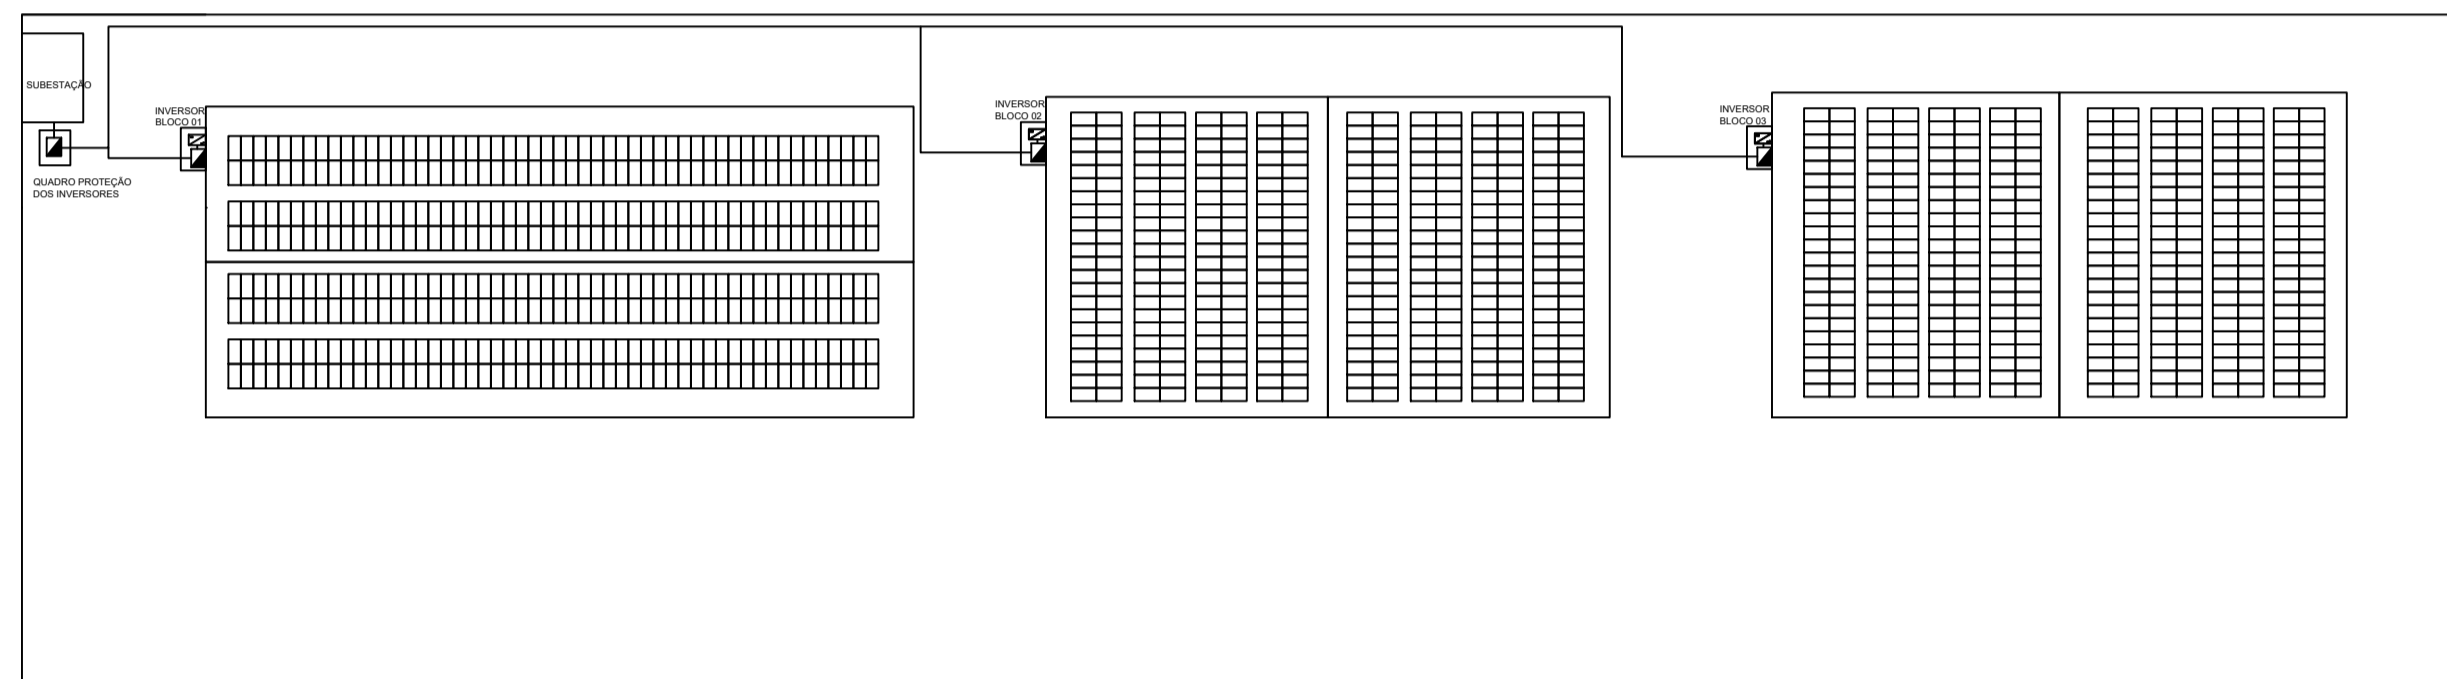 SUBESTAÇÃO
QUADRO PROTEÇÃO
DOS INVERSORES
INVERSOR
BLOCO 01
INVERSOR
BLOCO 02
INVERSOR
BLOCO 03